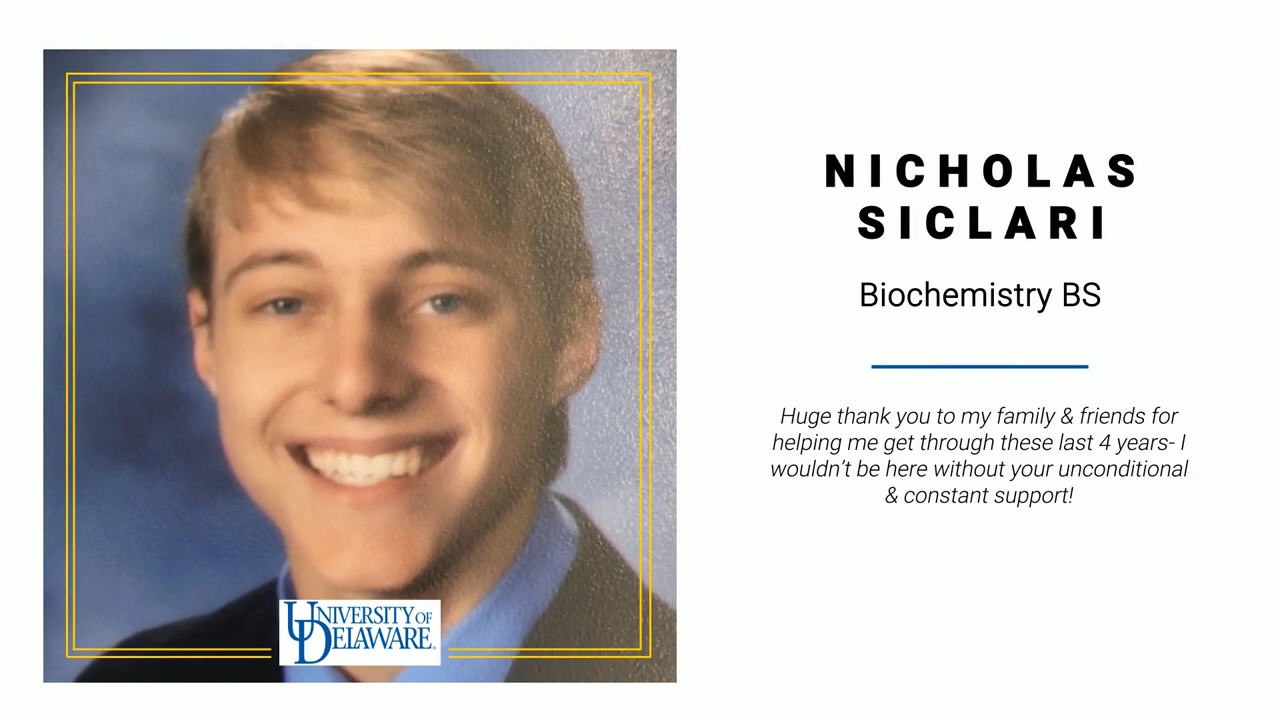 NICHOLAS
SICLARI
Biochemistry BS
Huge thank you to my family & friends for
helping me get through these last 4 years- I
wouldn’t be here without your unconditional
& constant support!
UNIVERSITY OF
DELAWARE®